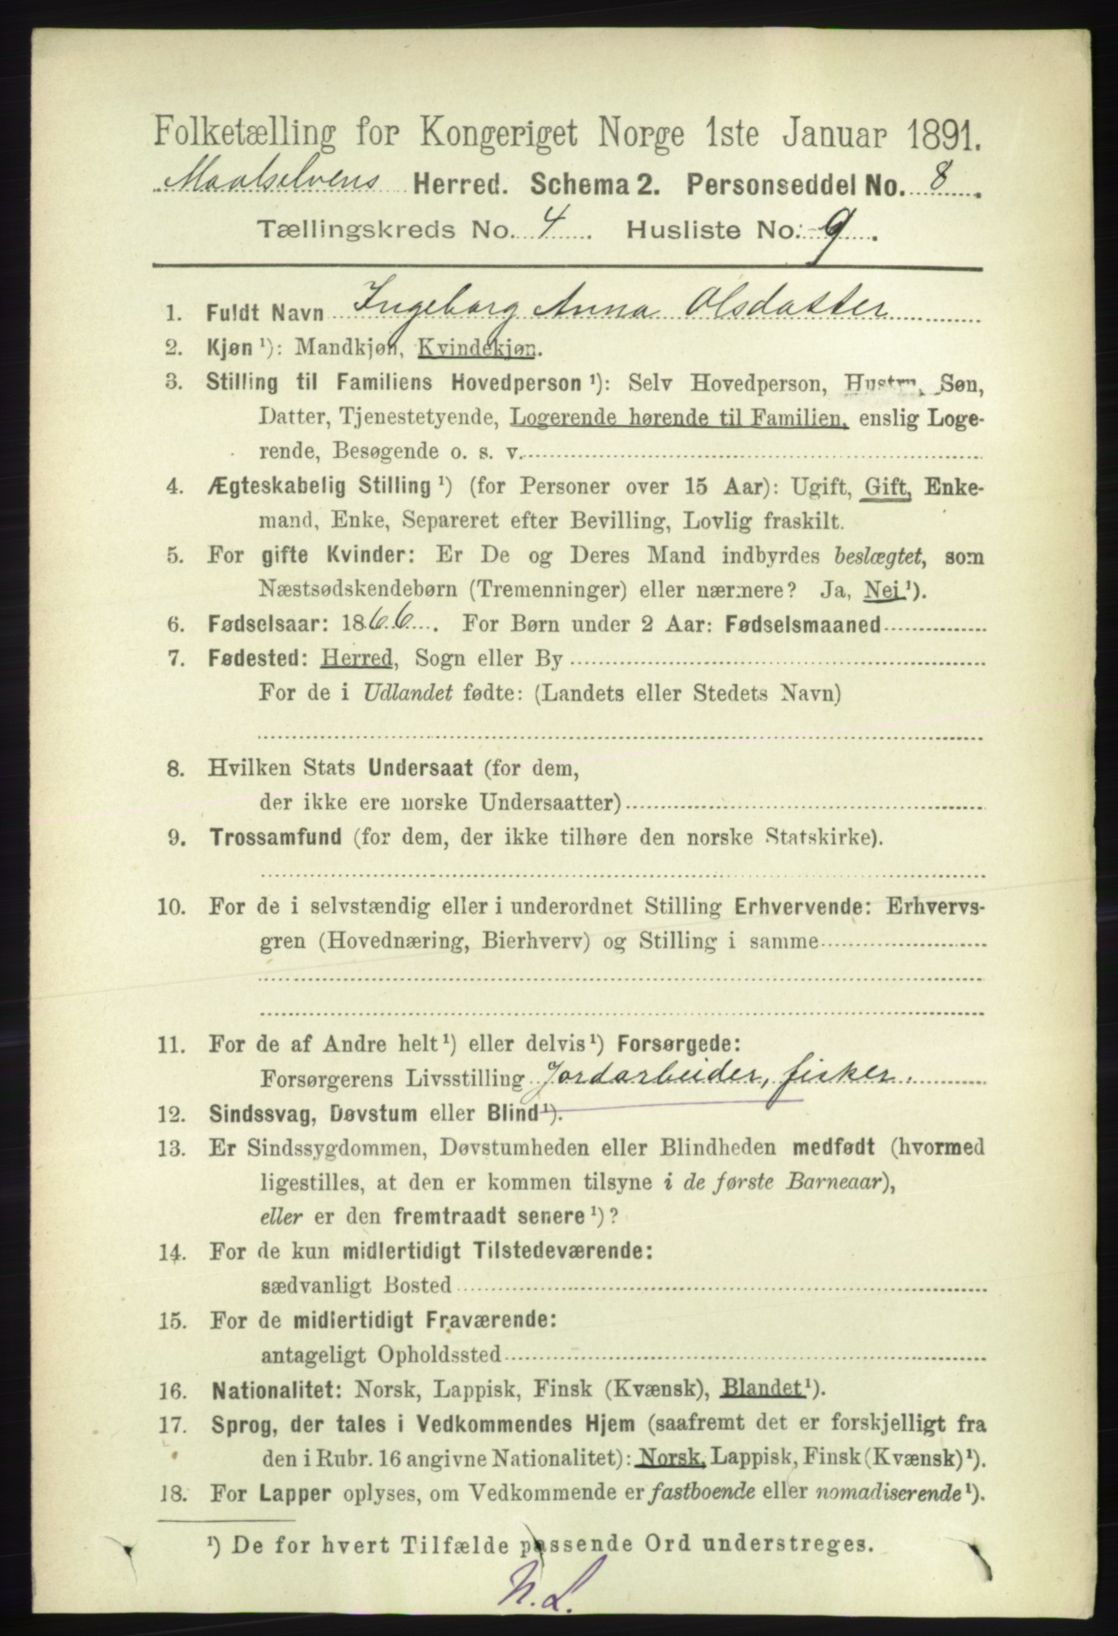 Folketælling for Kongeriget Norge 1ste Januar 1891.
Maalselvens Herred. Schema 2. Personseddel No. 8.
Tællingskreds No. 4. Husliste No. 9.
1. Fuldt Navn Ingeborg Anna Olsdatter
2. Kjøn ¹): Mandkjøn, Kvindekjøn.
3. Stilling til Familiens Hovedperson ¹): Selv Hovedperson, Hustru, Søn,
Datter, Tjenestetyende, Logerende hørende til Familien, enslig Loge-
rende, Besøgende o. s. v.
4. Ægteskabelig Stilling ¹) (for Personer over 15 Aar): Ugift, Gift, Enke-
mand, Enke, Separeret efter Bevilling, Lovlig fraskilt.
5. For gifte Kvinder: Er De og Deres Mand indbyrdes beslægtet, som
Næstsødskendebørn (Tremenninger) eller nærmere? Ja, Nei ¹).
6. Fødselsaar: 1866. For Børn under 2 Aar: Fødselsmaaned
7. Fødested: Herred, Sogn eller By
For de i Udlandet fødte: (Landets eller Stedets Navn)
8. Hvilken Stats Undersaat (for dem,
der ikke ere norske Undersaatter)
9. Trossamfund (for dem, der ikke tilhøre den norske Statskirke).
10. For de i selvstændig eller i underordnet Stilling Erhvervende: Erhvervs-
gren (Hovednæring, Bierhverv) og Stilling i samme
11. For de af Andre helt ¹) eller delvis ¹) Forsørgede:
Forsørgerens Livsstilling Jordarbeider, fisker.
12. Sindssvag, Døvstum eller Blind ¹).
13. Er Sindssygdommen, Døvstumheden eller Blindheden medfødt (hvormed
ligestilles, at den er kommen tilsyne i de første Barneaar),
eller er den fremtraadt senere ¹)?
14. For de kun midlertidigt Tilstedeværende:
sædvanligt Bosted
15. For de midlertidigt Fraværende:
antageligt Opholdssted
16. Nationalitet: Norsk, Lappisk, Finsk (Kvænsk), Blandet ¹).
17. Sprog, der tales i Vedkommendes Hjem (saafremt det er forskjelligt fra
den i Rubr. 16 angivne Nationalitet): Norsk, Lappisk, Finsk (Kvænsk) ¹).
18. For Lapper oplyses, om Vedkommende er fastboende eller nomadiserende ¹).
¹) De for hvert Tilfælde passende Ord understreges.
N.L.